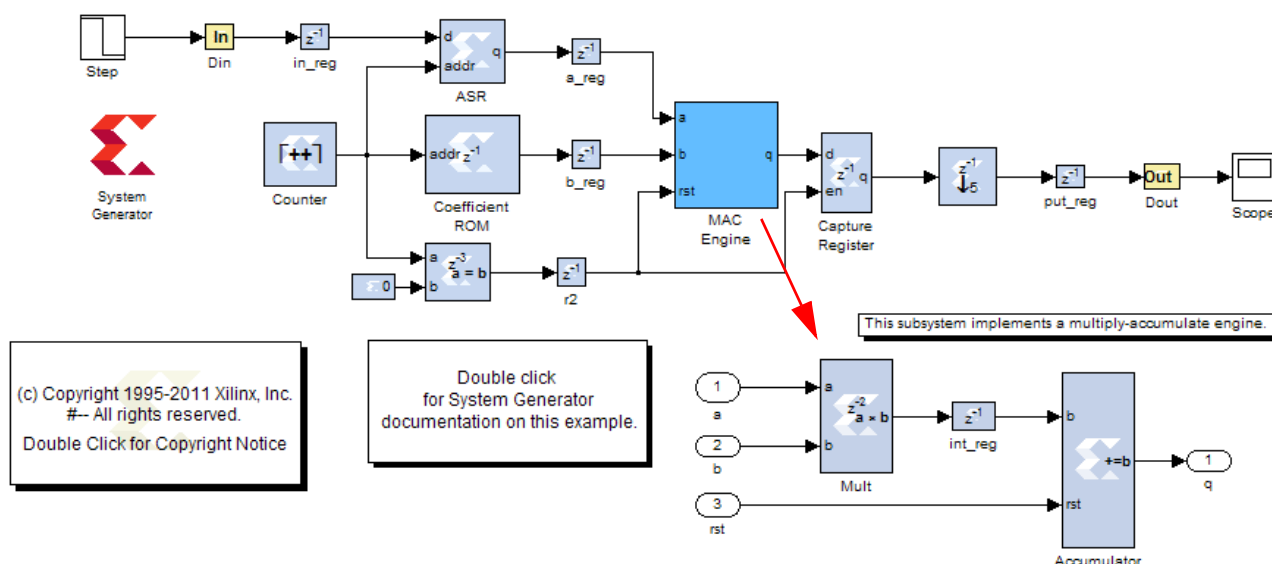 Step
In
Din
z⁻¹
in_reg
d
addr
q
ASR
z⁻¹
a_reg
System
Generator
++
Counter
addr
z⁻¹
Coefficient
ROM
z⁻¹
b_reg
a
b
rst
q
MAC
Engine
d
en
z⁻¹
q
Capture
Register
z⁻¹
↓5
z⁻¹
put_reg
Out
Dout
Scope
0
a
b
z⁻³
a = b
z⁻¹
r2
This subsystem implements a multiply-accumulate engine.
(c) Copyright 1995-2011 Xilinx, Inc.
#-- All rights reserved.
Double Click for Copyright Notice
Double click
for System Generator
documentation on this example.
1
a
2
b
3
rst
a
b
z⁻²
a × b
Mult
z⁻¹
int_reg
b
rst
+=b
Accumulator
1
q